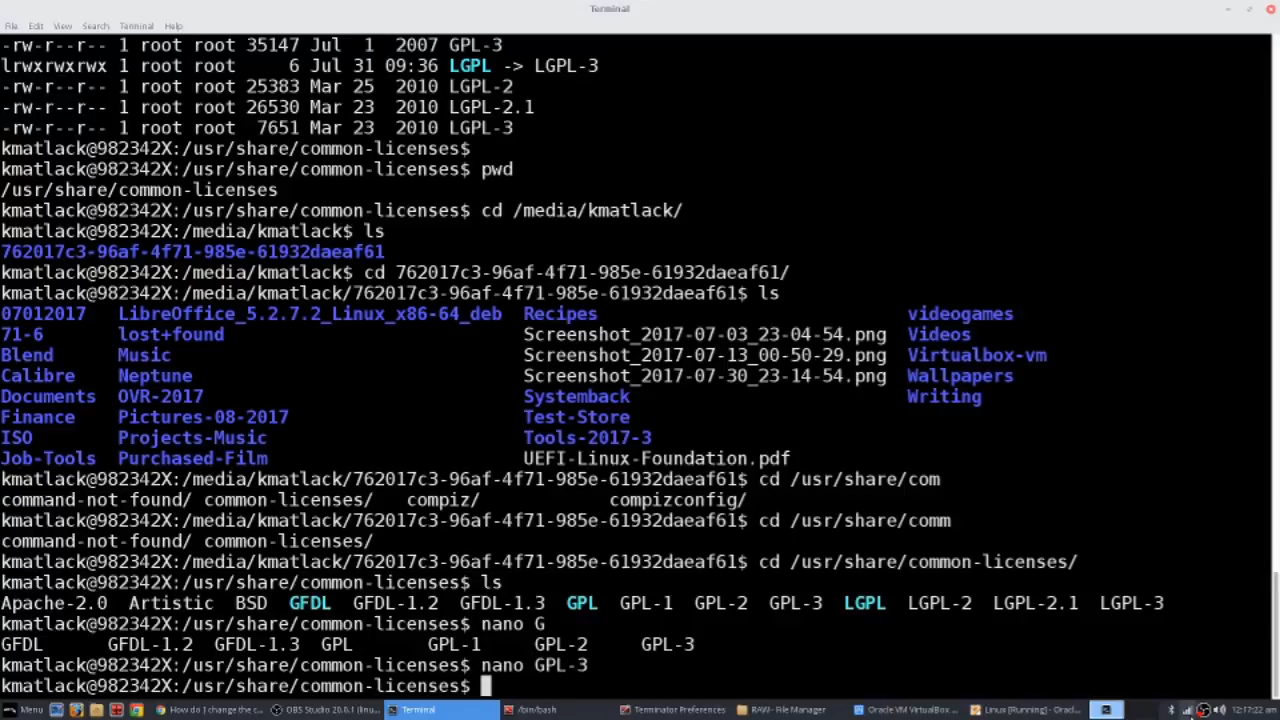 Terminal
File Edit View Search Terminal Help
-rw-r--r-- 1 root root 35147 Jul  1  2007 GPL-3
lrwxrwxrwx 1 root root     6 Jul 31 09:36 LGPL -> LGPL-3
-rw-r--r-- 1 root root 25383 Mar 25  2010 LGPL-2
-rw-r--r-- 1 root root 26530 Mar 23  2010 LGPL-2.1
-rw-r--r-- 1 root root  7651 Mar 23  2010 LGPL-3
kmatlack@982342X:/usr/share/common-licenses$
kmatlack@982342X:/usr/share/common-licenses$ pwd
/usr/share/common-licenses
kmatlack@982342X:/usr/share/common-licenses$ cd /media/kmatlack/
kmatlack@982342X:/media/kmatlack$ ls
762017c3-96af-4f71-985e-61932daeaf61
kmatlack@982342X:/media/kmatlack$ cd 762017c3-96af-4f71-985e-61932daeaf61/
kmatlack@982342X:/media/kmatlack/762017c3-96af-4f71-985e-61932daeaf61$ ls
07012017 LibreOffice_5.2.7.2_Linux_x86-64_deb Recipes videogames
71-6 lost+found Screenshot_2017-07-03_23-04-54.png Videos
Blend Music Screenshot_2017-07-13_00-50-29.png Virtualbox-vm
Calibre Neptune Screenshot_2017-07-30_23-14-54.png Wallpapers
Documents OVR-2017 Systemback Writing
Finance Pictures-08-2017 Test-Store
ISO Projects-Music Tools-2017-3
Job-Tools Purchased-Film UEFI-Linux-Foundation.pdf
kmatlack@982342X:/media/kmatlack/762017c3-96af-4f71-985e-61932daeaf61$ cd /usr/share/com
command-not-found/ common-licenses/ compiz/ compizconfig/
kmatlack@982342X:/media/kmatlack/762017c3-96af-4f71-985e-61932daeaf61$ cd /usr/share/comm
command-not-found/ common-licenses/
kmatlack@982342X:/media/kmatlack/762017c3-96af-4f71-985e-61932daeaf61$ cd /usr/share/common-licenses/
kmatlack@982342X:/usr/share/common-licenses$ ls
Apache-2.0 Artistic BSD GFDL GFDL-1.2 GFDL-1.3 GPL GPL-1 GPL-2 GPL-3 LGPL LGPL-2 LGPL-2.1 LGPL-3
kmatlack@982342X:/usr/share/common-licenses$ nano G
GFDL GFDL-1.2 GFDL-1.3 GPL GPL-1 GPL-2 GPL-3
kmatlack@982342X:/usr/share/common-licenses$ nano GPL-3
kmatlack@982342X:/usr/share/common-licenses$
Menu How do I change the c... OBS Studio 20.0.1 (linu... Terminal /bin/bash Terminator Preferences RAW - File Manager Oracle VM VirtualBox ... Linux [Running] - Orac... 12:17:22 pm